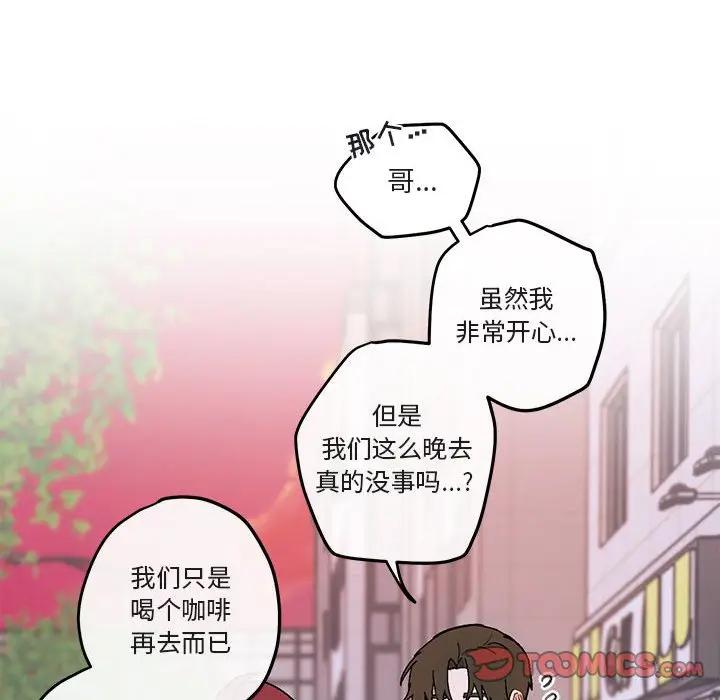 那个...
哥...
虽然我
非常开心...
但是
我们这么晚去
真的没事吗...?
我们只是
喝个咖啡
再去而已
TOOMICS.COM